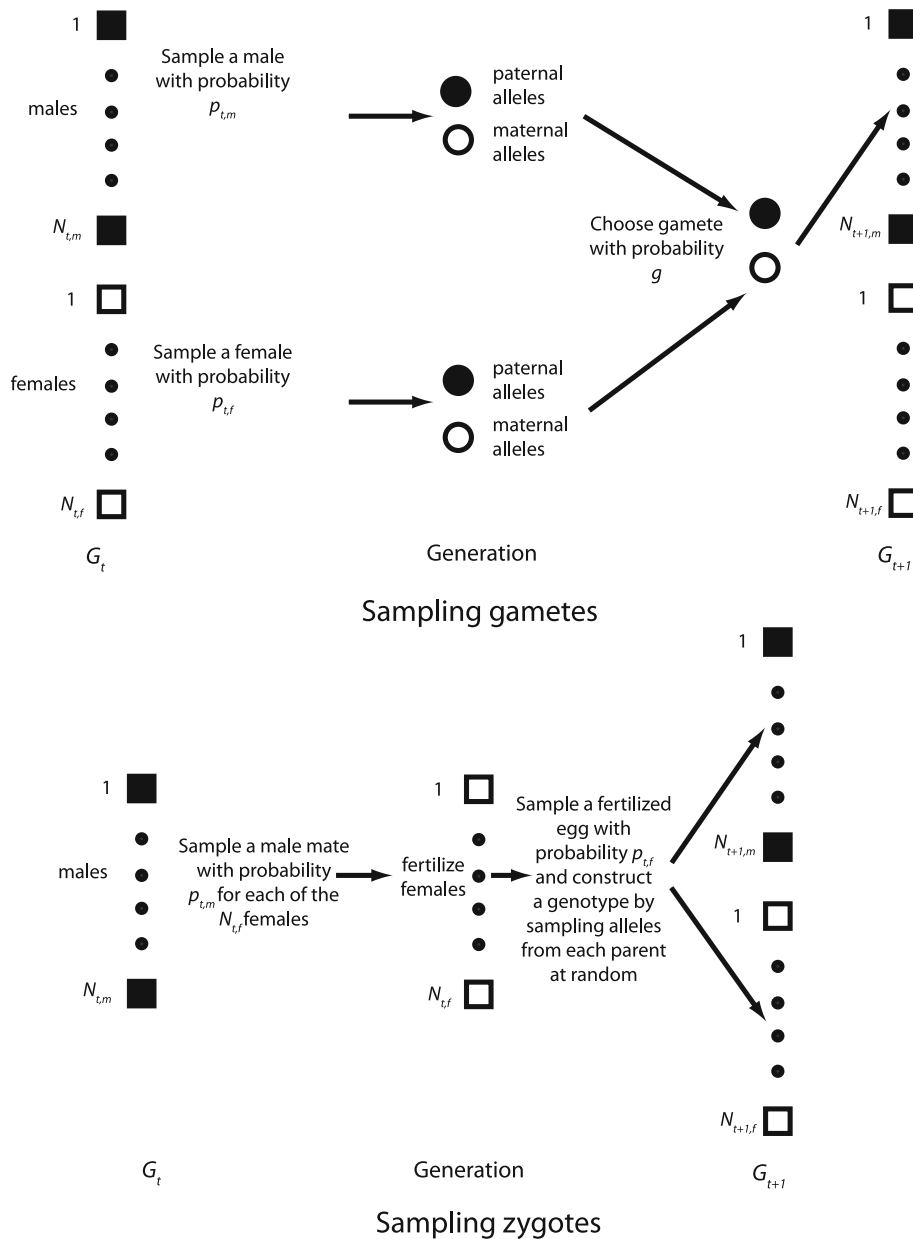 1
Sample a male
with probability
p_{t,m}
males
N_{t,m}
1
Sample a female
with probability
p_{t,f}
females
N_{t,f}
G_t
paternal
alleles
maternal
alleles
paternal
alleles
maternal
alleles
Choose gamete
with probability
g
Generation
1
N_{t+1,m}
1
N_{t+1,f}
G_{t+1}
Sampling gametes
1
males
N_{t,m}
Sample a male mate
with probability
p_{t,m} for each of the
N_{t,f} females
1
fertilize
females
N_{t,f}
Sample a fertilized
egg with
probability p_{t,f}
and construct
a genotype by
sampling alleles
from each parent
at random
1
N_{t+1,m}
1
N_{t+1,f}
G_t
Generation
G_{t+1}
Sampling zygotes